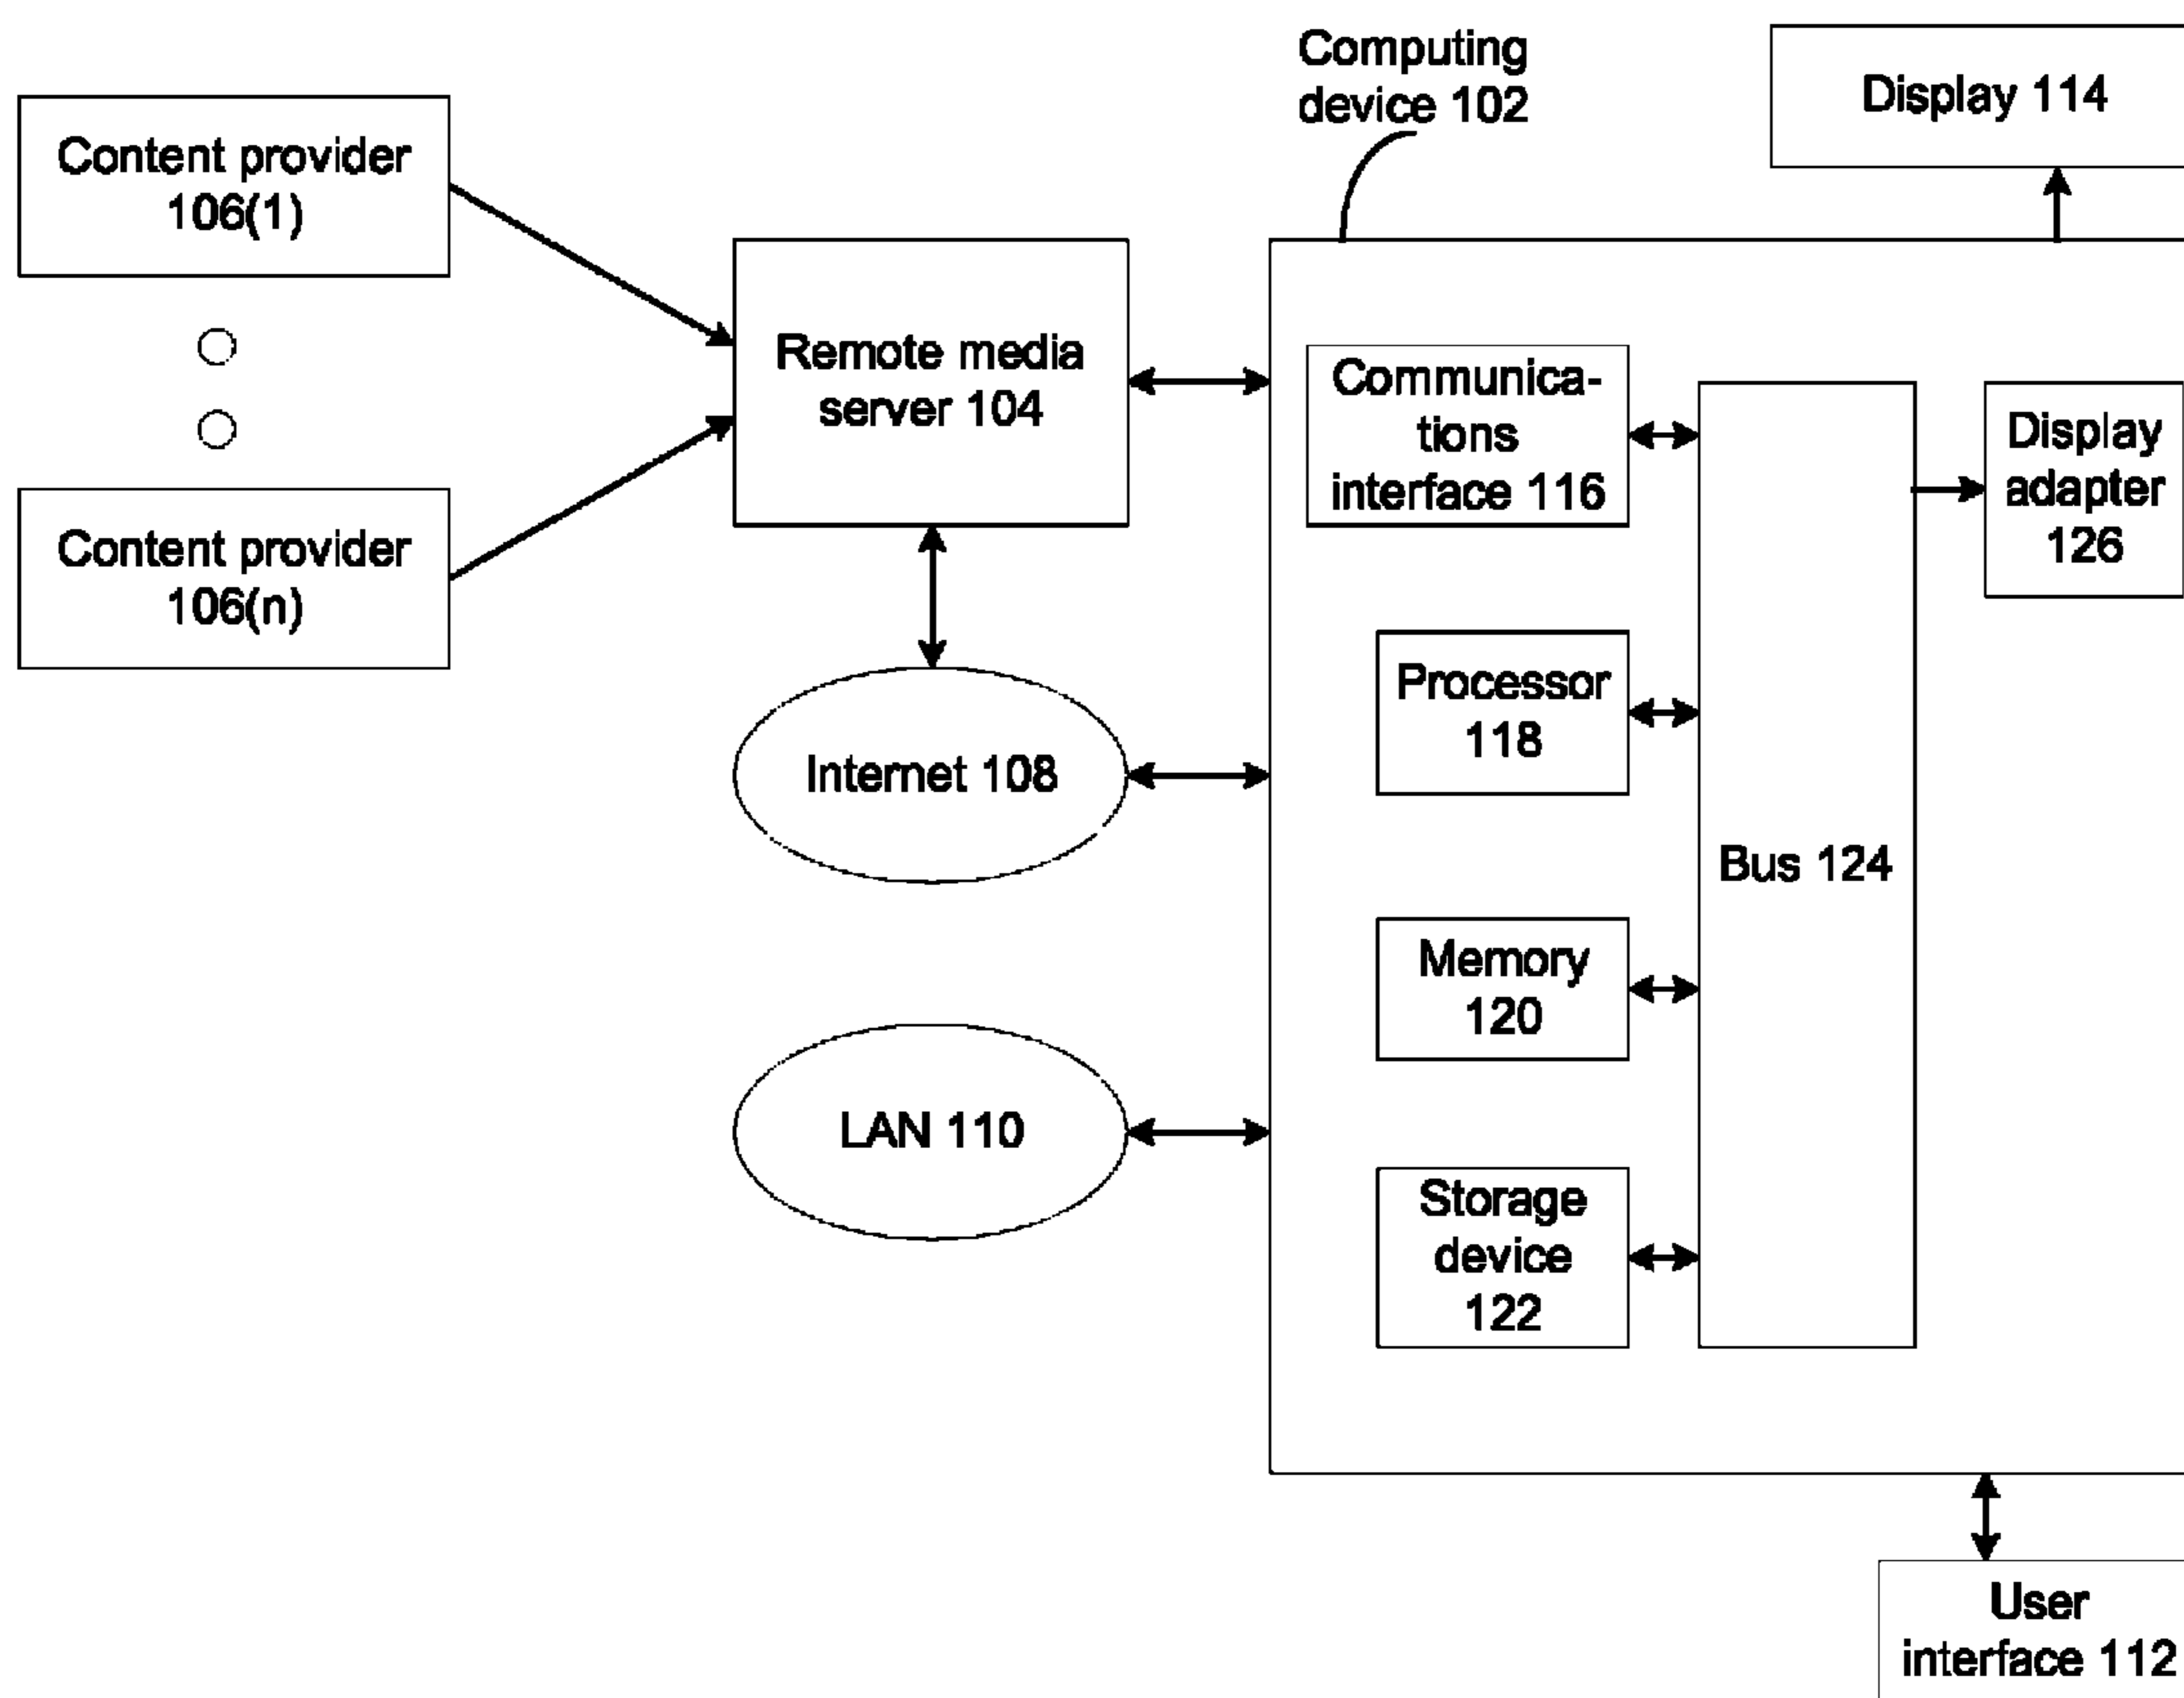 Computing
device 102
Display 114
Content provider
106(1)
Remote media
server 104
Communica-
tions
interface 116
Display
adapter
126
Content provider
106(n)
Processor
118
Internet 108
Bus 124
Memory
120
LAN 110
Storage
device
122
User
interface 112